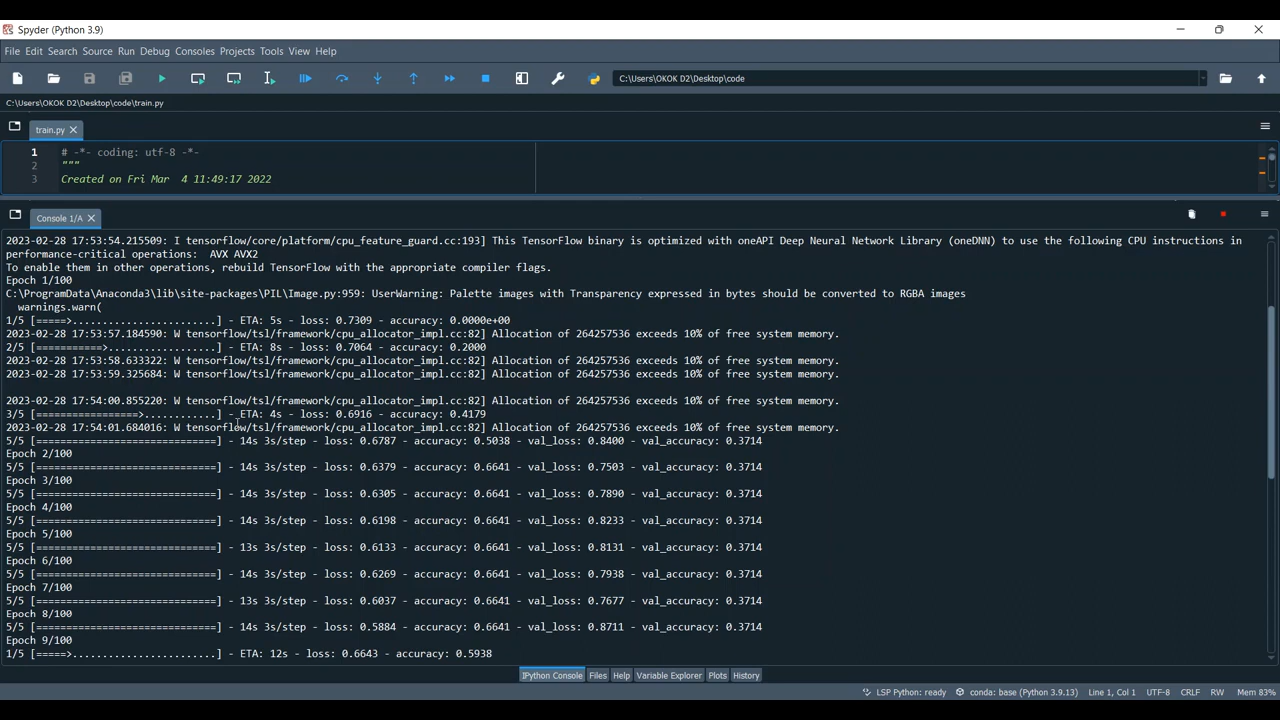 Spyder (Python 3.9)
File Edit Search Source Run Debug Consoles Projects Tools View Help
C:\Users\OKOK D2\Desktop\code
C:\Users\OKOK D2\Desktop\code\train.py
train.py
1 # -*- coding: utf-8 -*-
2 """
3 Created on Fri Mar  4 11:49:17 2022
Console 1/A
2023-02-28 17:53:54.215509: I tensorflow/core/platform/cpu_feature_guard.cc:193] This TensorFlow binary is optimized with oneAPI Deep Neural Network Library (oneDNN) to use the following CPU instructions in
performance-critical operations:  AVX AVX2
To enable them in other operations, rebuild TensorFlow with the appropriate compiler flags.
Epoch 1/100
C:\ProgramData\Anaconda3\lib\site-packages\PIL\Image.py:959: UserWarning: Palette images with Transparency expressed in bytes should be converted to RGBA images
  warnings.warn(
1/5 [=====>........................] - ETA: 5s - loss: 0.7309 - accuracy: 0.0000e+00
2023-02-28 17:53:57.184590: W tensorflow/tsl/framework/cpu_allocator_impl.cc:82] Allocation of 264257536 exceeds 10% of free system memory.
2/5 [===========>..................] - ETA: 8s - loss: 0.7064 - accuracy: 0.2000
2023-02-28 17:53:58.633322: W tensorflow/tsl/framework/cpu_allocator_impl.cc:82] Allocation of 264257536 exceeds 10% of free system memory.
2023-02-28 17:53:59.325684: W tensorflow/tsl/framework/cpu_allocator_impl.cc:82] Allocation of 264257536 exceeds 10% of free system memory.
2023-02-28 17:54:00.855220: W tensorflow/tsl/framework/cpu_allocator_impl.cc:82] Allocation of 264257536 exceeds 10% of free system memory.
3/5 [=================>............] - ETA: 4s - loss: 0.6916 - accuracy: 0.4179
2023-02-28 17:54:01.684016: W tensorflow/tsl/framework/cpu_allocator_impl.cc:82] Allocation of 264257536 exceeds 10% of free system memory.
5/5 [==============================] - 14s 3s/step - loss: 0.6787 - accuracy: 0.5038 - val_loss: 0.8400 - val_accuracy: 0.3714
Epoch 2/100
5/5 [==============================] - 14s 3s/step - loss: 0.6379 - accuracy: 0.6641 - val_loss: 0.7503 - val_accuracy: 0.3714
Epoch 3/100
5/5 [==============================] - 14s 3s/step - loss: 0.6305 - accuracy: 0.6641 - val_loss: 0.7890 - val_accuracy: 0.3714
Epoch 4/100
5/5 [==============================] - 14s 3s/step - loss: 0.6198 - accuracy: 0.6641 - val_loss: 0.8233 - val_accuracy: 0.3714
Epoch 5/100
5/5 [==============================] - 13s 3s/step - loss: 0.6133 - accuracy: 0.6641 - val_loss: 0.8131 - val_accuracy: 0.3714
Epoch 6/100
5/5 [==============================] - 14s 3s/step - loss: 0.6269 - accuracy: 0.6641 - val_loss: 0.7938 - val_accuracy: 0.3714
Epoch 7/100
5/5 [==============================] - 13s 3s/step - loss: 0.6037 - accuracy: 0.6641 - val_loss: 0.7677 - val_accuracy: 0.3714
Epoch 8/100
5/5 [==============================] - 14s 3s/step - loss: 0.5884 - accuracy: 0.6641 - val_loss: 0.8711 - val_accuracy: 0.3714
Epoch 9/100
1/5 [=====>........................] - ETA: 12s - loss: 0.6643 - accuracy: 0.5938
IPython Console Files Help Variable Explorer Plots History
LSP Python: ready conda: base (Python 3.9.13) Line 1, Col 1 UTF-8 CRLF RW Mem 83%